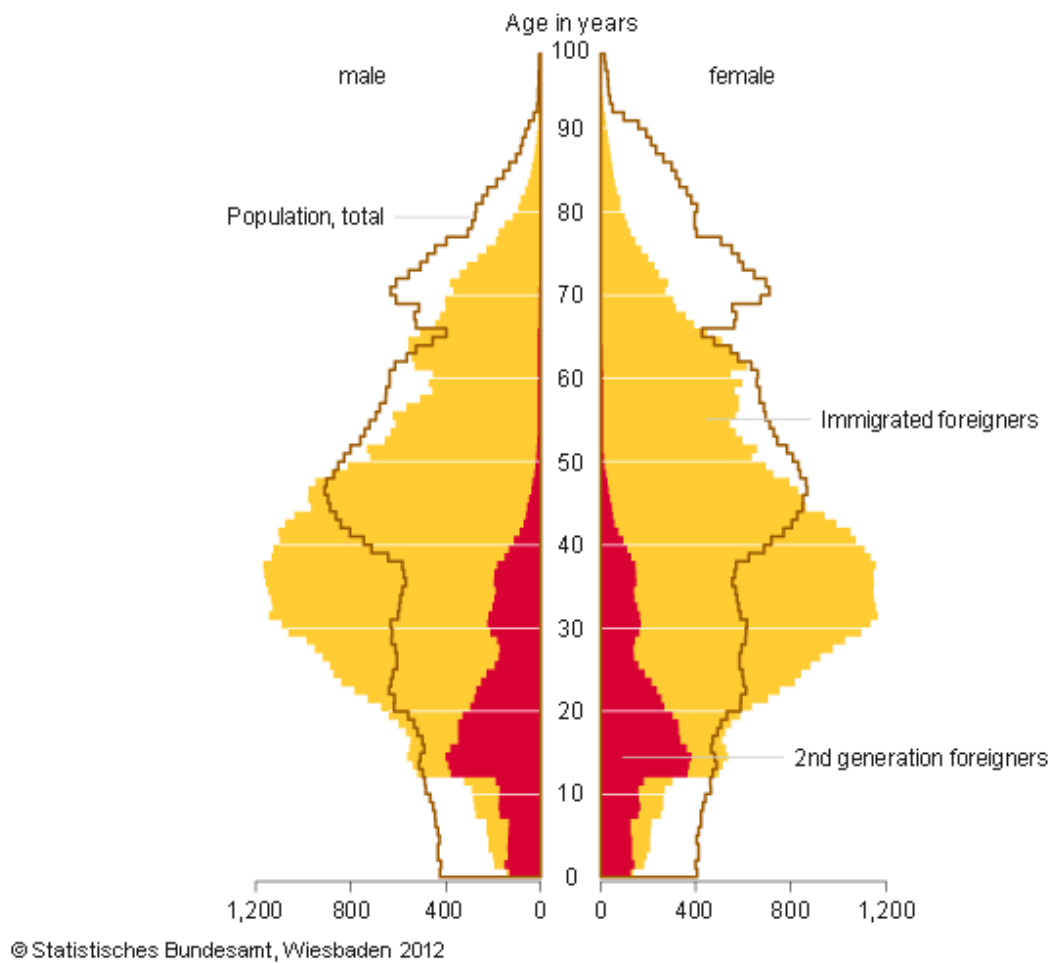 Age in years
male
100
female
90
Population, total
80
70
60
Immigrated foreigners
50
40
30
20
2nd generation foreigners
10
0
1,200 800 400 0 0 400 800 1,200
© Statistisches Bundesamt, Wiesbaden 2012